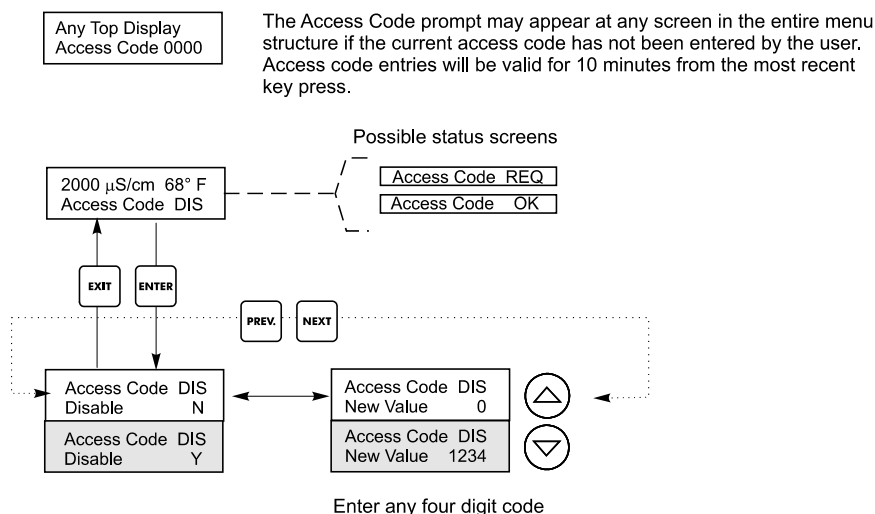 Any Top Display
Access Code 0000
The Access Code prompt may appear at any screen in the entire menu
structure if the current access code has not been entered by the user.
Access code entries will be valid for 10 minutes from the most recent
key press.
Possible status screens
2000 μS/cm 68° F
Access Code DIS
Access Code REQ
Access Code OK
EXIT
ENTER
PREV.
NEXT
Access Code DIS
Disable N
Access Code DIS
Disable Y
Access Code DIS
New Value 0
Access Code DIS
New Value 1234
Enter any four digit code